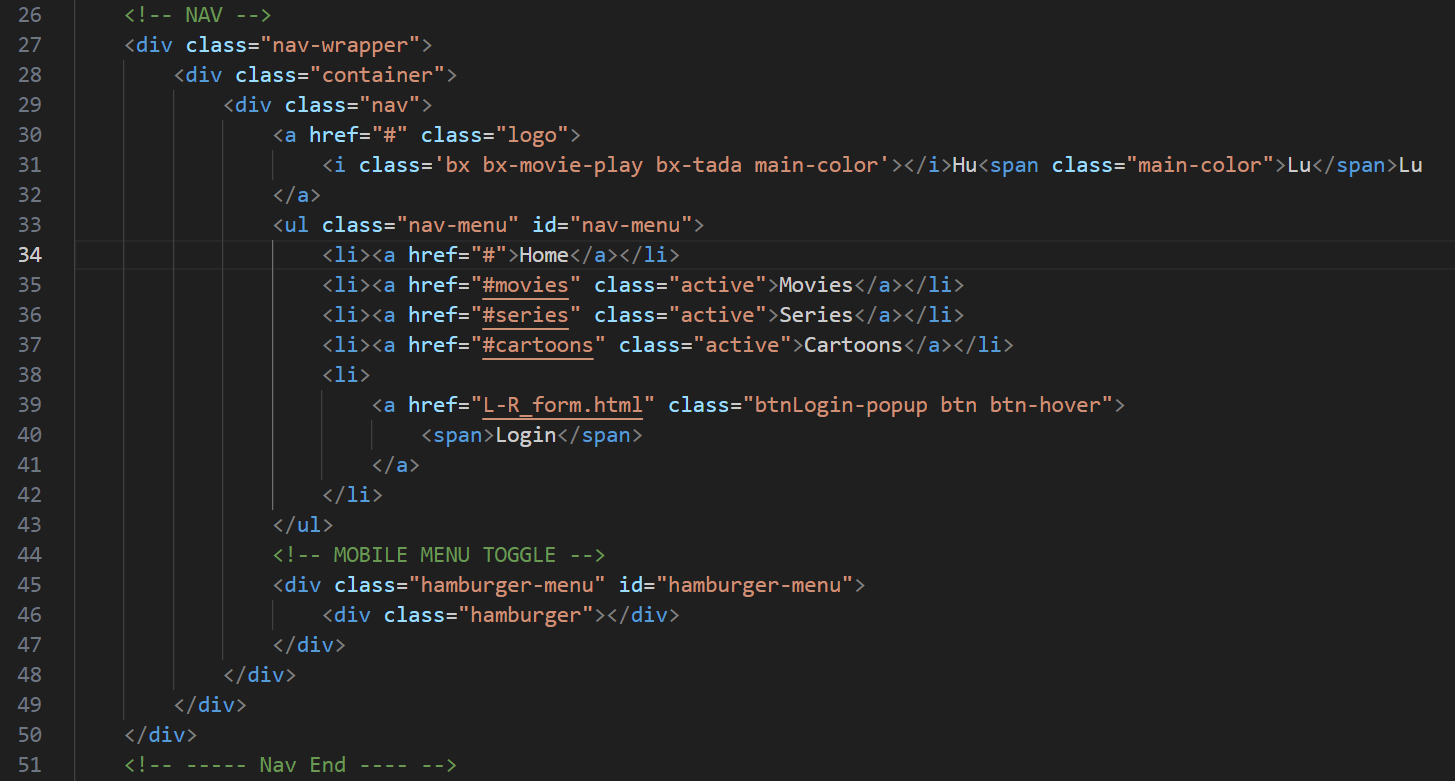 26 <!-- NAV -->
27 <div class="nav-wrapper">
28 <div class="container">
29 <div class="nav">
30 <a href="#" class="logo">
31 <i class='bx bx-movie-play bx-tada main-color'></i>Hu<span class="main-color">Lu</span>Lu
32 </a>
33 <ul class="nav-menu" id="nav-menu">
34 <li><a href="#">Home</a></li>
35 <li><a href="#movies" class="active">Movies</a></li>
36 <li><a href="#series" class="active">Series</a></li>
37 <li><a href="#cartoons" class="active">Cartoons</a></li>
38 <li>
39 <a href="L-R_form.html" class="btnLogin-popup btn btn-hover">
40 <span>Login</span>
41 </a>
42 </li>
43 </ul>
44 <!-- MOBILE MENU TOGGLE -->
45 <div class="hamburger-menu" id="hamburger-menu">
46 <div class="hamburger"></div>
47 </div>
48 </div>
49 </div>
50 </div>
51 <!-- ----- Nav End ---- -->